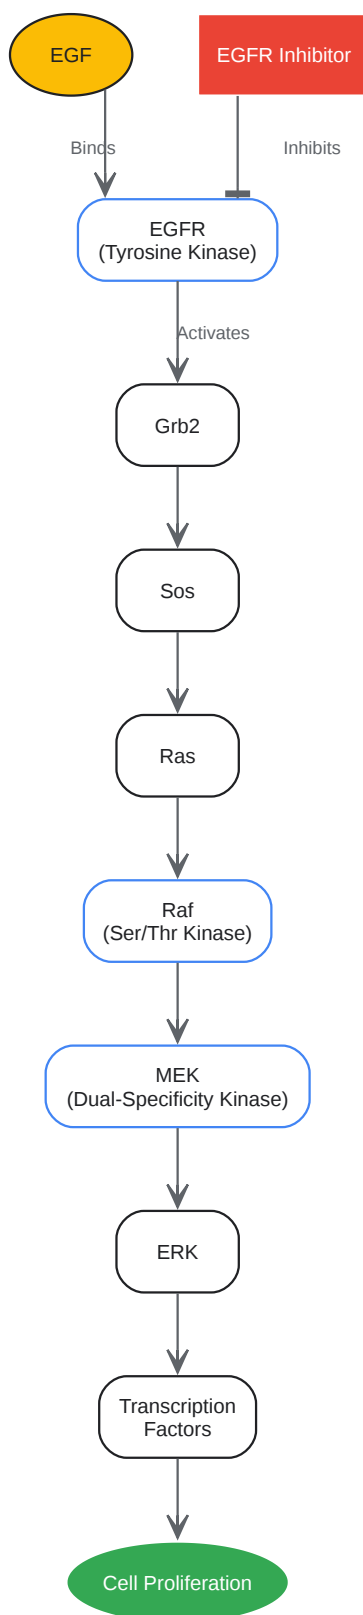 EGF
EGFR Inhibitor
Binds
Inhibits
EGFR
(Tyrosine Kinase)
Activates
Grb2
Sos
Ras
Raf
(Ser/Thr Kinase)
MEK
(Dual-Specificity Kinase)
ERK
Transcription
Factors
Cell Proliferation